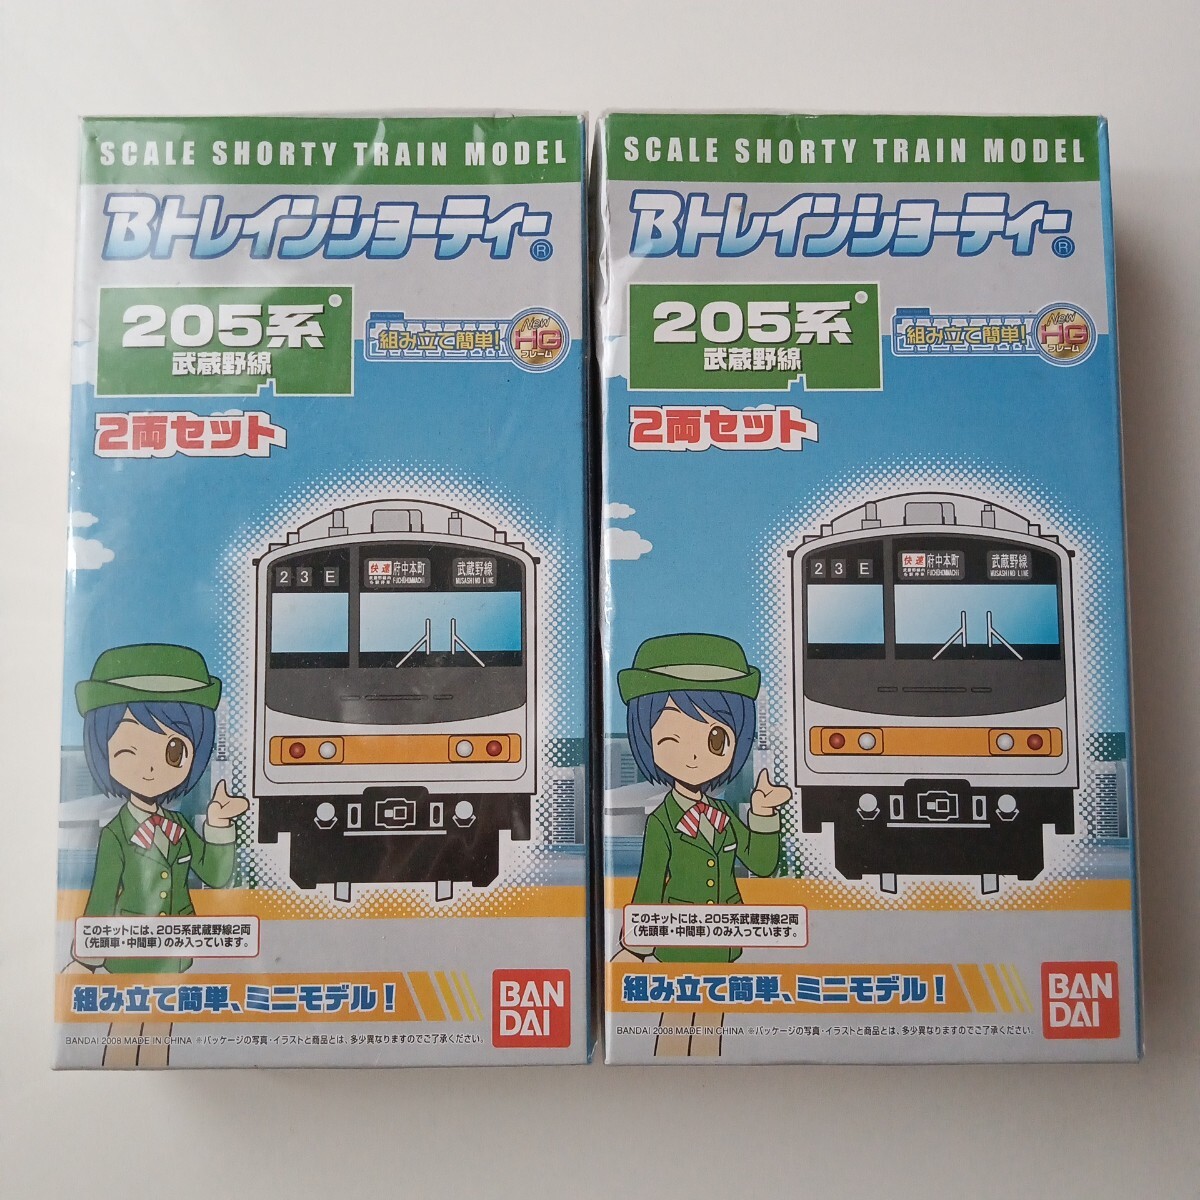 SCALE SHORTY TRAIN MODEL
Bトレインショーティー®
205系
武蔵野線
組み立て簡単!
New
HG
フレーム
2両セット
23E
快速
府中本町
FUCHŪHOMMACHI
武蔵野線
MUSASHINO LINE
このキットには、205系武蔵野線2両
(先頭車・中間車)のみ入っています。
組み立て簡単、ミニモデル!
BAN
DAI
BANDAI 2008 MADE IN CHINA ※パッケージの写真・イラストと商品とは、多少異なりますのでご了承ください。
SCALE SHORTY TRAIN MODEL
Bトレインショーティー®
205系
武蔵野線
組み立て簡単!
New
HG
フレーム
2両セット
23E
快速
府中本町
FUCHŪHOMMACHI
武蔵野線
MUSASHINO LINE
このキットには、205系武蔵野線2両
(先頭車・中間車)のみ入っています。
組み立て簡単、ミニモデル!
BAN
DAI
BANDAI 2008 MADE IN CHINA ※パッケージの写真・イラストと商品とは、多少異なりますのでご了承ください。